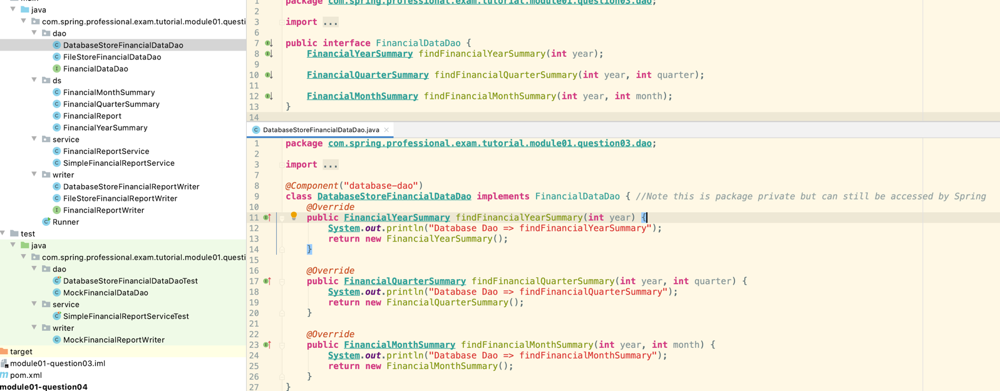 main
java
com.spring.professional.exam.tutorial.module01.questi
dao
DatabaseStoreFinancialDataDao
FileStoreFinancialDataDao
FinancialDataDao
ds
FinancialMonthSummary
FinancialQuarterSummary
FinancialReport
FinancialYearSummary
service
FinancialReportService
SimpleFinancialReportService
writer
DatabaseStoreFinancialReportWriter
FileStoreFinancialReportWriter
FinancialReportWriter
Runner
test
java
com.spring.professional.exam.tutorial.module01.questi
dao
DatabaseStoreFinancialDataDaoTest
MockFinancialDataDao
service
SimpleFinancialReportServiceTest
writer
MockFinancialReportWriter
target
module01-question03.iml
pom.xml
module01-question04
1 package com.spring.professional.exam.tutorial.module01.question03.dao;
2
3 import ...
6
7 public interface FinancialDataDao {
8 FinancialYearSummary findFinancialYearSummary(int year);
9
10 FinancialQuarterSummary findFinancialQuarterSummary(int year, int quarter);
11
12 FinancialMonthSummary findFinancialMonthSummary(int year, int month);
13 }
14
DatabaseStoreFinancialDataDao.java
1 package com.spring.professional.exam.tutorial.module01.question03.dao;
2
3 import ...
7
8 @Component("database-dao")
9 class DatabaseStoreFinancialDataDao implements FinancialDataDao { //Note this is package private but can still be accessed by Spring
10 @Override
11 public FinancialYearSummary findFinancialYearSummary(int year) {
12 System.out.println("Database Dao => findFinancialYearSummary");
13 return new FinancialYearSummary();
14 }
15
16 @Override
17 public FinancialQuarterSummary findFinancialQuarterSummary(int year, int quarter) {
18 System.out.println("Database Dao => findFinancialQuarterSummary");
19 return new FinancialQuarterSummary();
20 }
21
22 @Override
23 public FinancialMonthSummary findFinancialMonthSummary(int year, int month) {
24 System.out.println("Database Dao => findFinancialMonthSummary");
25 return new FinancialMonthSummary();
26 }
27 }